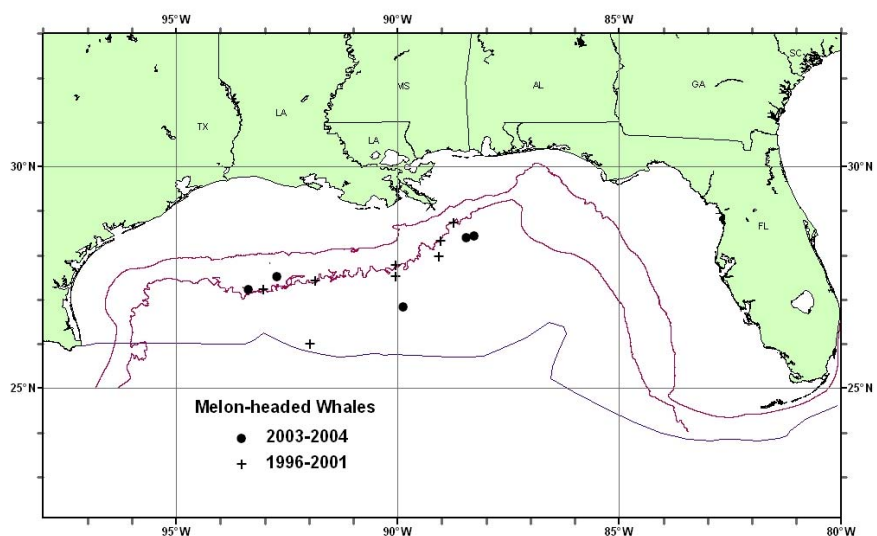 95°W 90°W 85°W 80°W
SC
MS AL GA
LA
TX
LA
30°N 30°N
FL
25°N 25°N
Melon-headed Whales
2003-2004
1996-2001
95°W 90°W 85°W 80°W